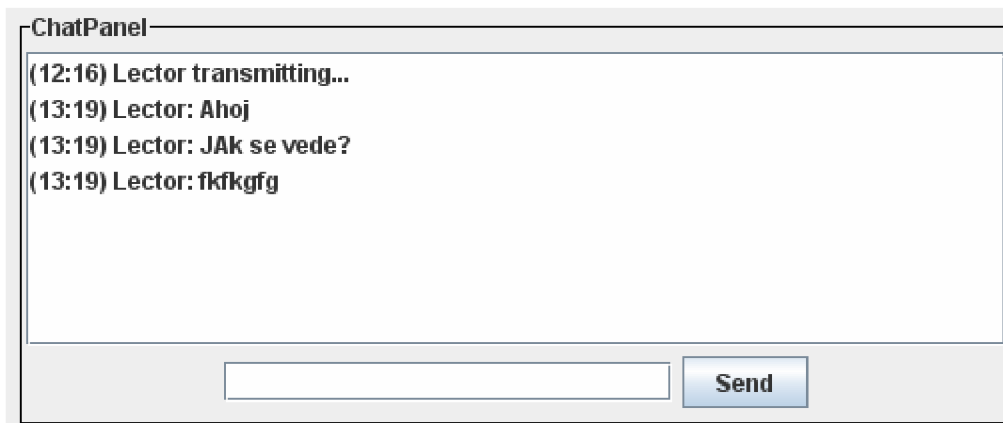 ChatPanel
(12:16) Lector transmitting...
(13:19) Lector: Ahoj
(13:19) Lector: JAk se vede?
(13:19) Lector: fkfkgfg
Send